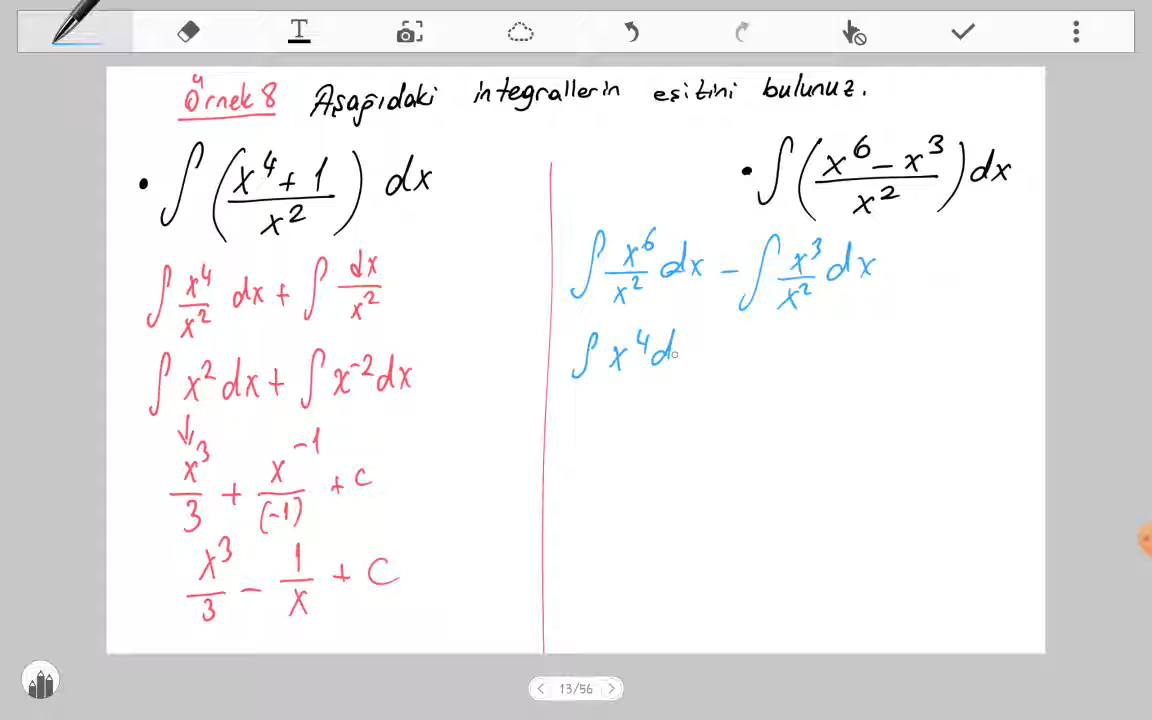 Örnek 8 Aşağıdaki integrallerin eşitini bulunuz.
• ∫ ( (x⁴ + 1) / x² ) dx
∫ x⁴/x² dx + ∫ dx/x²
∫ x² dx + ∫ x⁻² dx
x³/3 + x⁻¹/(-1) + c
x³/3 - 1/x + C
• ∫ ( (x⁶ - x³) / x² ) dx
∫ x⁶/x² dx - ∫ x³/x² dx
∫ x⁴ d
T
13/56